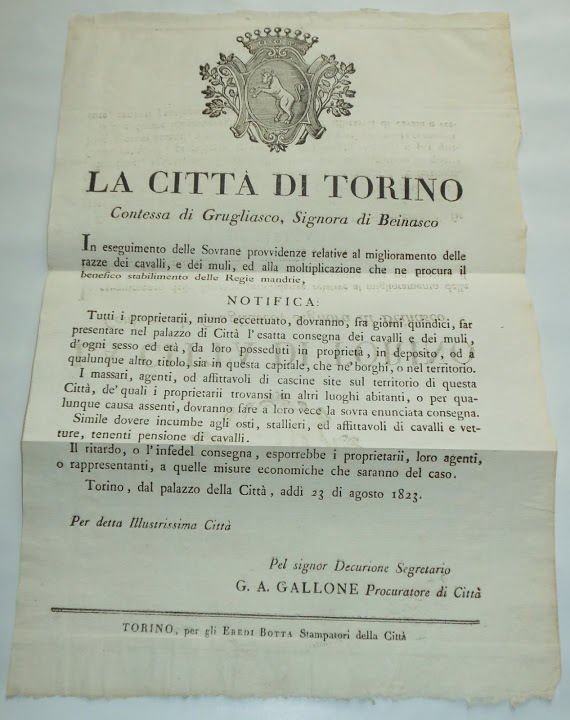 LA CITTÀ DI TORINO
Contessa di Grugliasco, Signora di Beinasco
In eseguimento delle Sovrane provvidenze relative al miglioramento delle
razze dei cavalli, e dei muli, ed alla moltiplicazione che ne procura il
benefico stabilimento delle Regie mandrie,
NOTIFICA:
Tutti i proprietarii, niuno eccettuato, dovranno, fra giorni quindici, far
presentare nel palazzo di Città l'esatta consegna dei cavalli e dei muli,
d'ogni sesso ed età, da loro posseduti in proprietà, in deposito, od a
qualunque altro titolo, sia in questa capitale, che ne' borghi, o nel territorio.
I massari, agenti, od affittavoli di cascine site sul territorio di questa
Città, de' quali i proprietarii trovansi in altri luoghi abitanti, o per qua-
lunque causa assenti, dovranno fare a loro vece la sovra enunciata consegna.
Simile dovere incumbe agli osti, stallieri, ed affittavoli di cavalli e vet-
ture, tenenti pensione di cavalli.
Il ritardo, o l'infedel consegna, esporrebbe i proprietarii, loro agenti,
o rappresentanti, a quelle misure economiche che saranno del caso.
Torino, dal palazzo della Città, addì 23 di agosto 1823.
Per detta Illustrissima Città
Pel signor Decurione Segretario
G. A. GALLONE Procuratore di Città
TORINO, per gli EREDI BOTTA Stampatori della Città